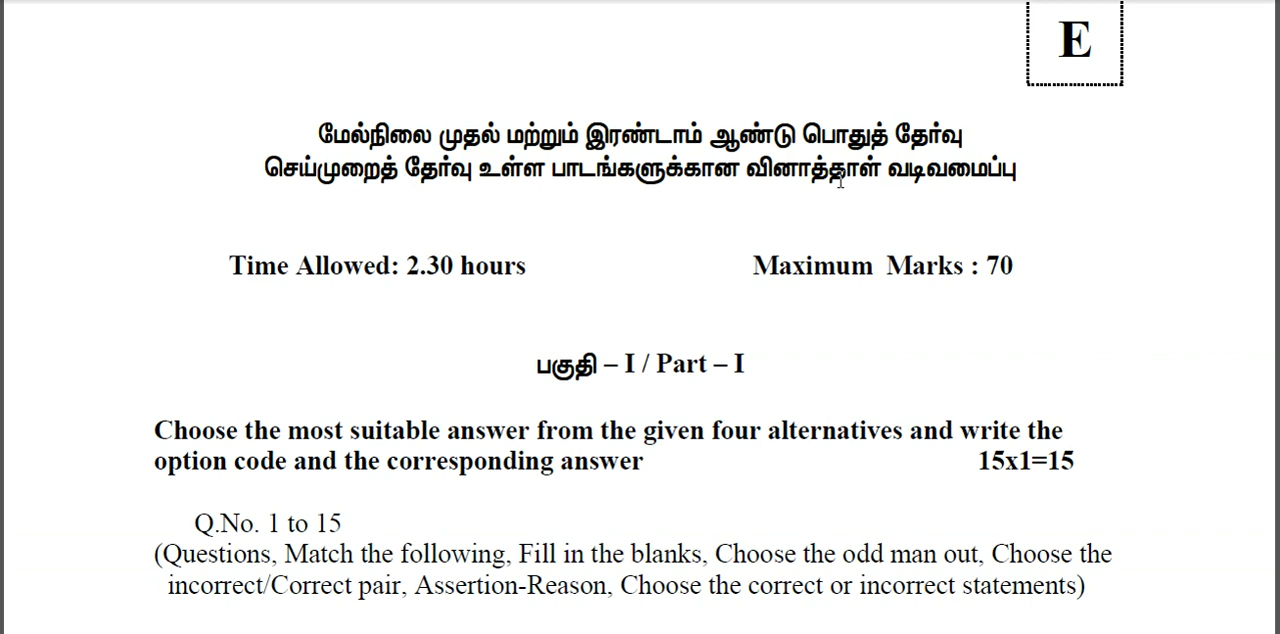 E
மேல்நிலை முதல் மற்றும் இரண்டாம் ஆண்டு பொதுத் தேர்வு
செய்முறைத் தேர்வு உள்ள பாடங்களுக்கான வினாத்தாள் வடிவமைப்பு
Time Allowed: 2.30 hours Maximum Marks : 70
பகுதி – I / Part – I
Choose the most suitable answer from the given four alternatives and write the
option code and the corresponding answer 15x1=15
Q.No. 1 to 15
(Questions, Match the following, Fill in the blanks, Choose the odd man out, Choose the
incorrect/Correct pair, Assertion-Reason, Choose the correct or incorrect statements)